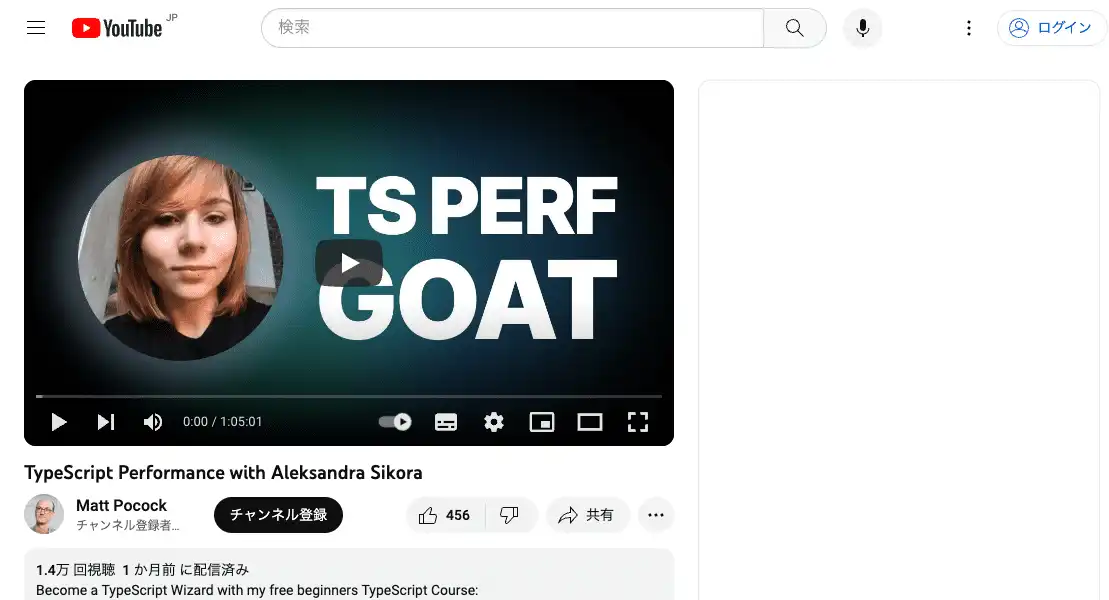 YouTube JP
検索
ログイン
TS PERF
GOAT
0:00 / 1:05:01
TypeScript Performance with Aleksandra Sikora
Matt Pocock
チャンネル登録者...
チャンネル登録
456
共有
1.4万 回視聴 1 か月前 に配信済み
Become a TypeScript Wizard with my free beginners TypeScript Course: